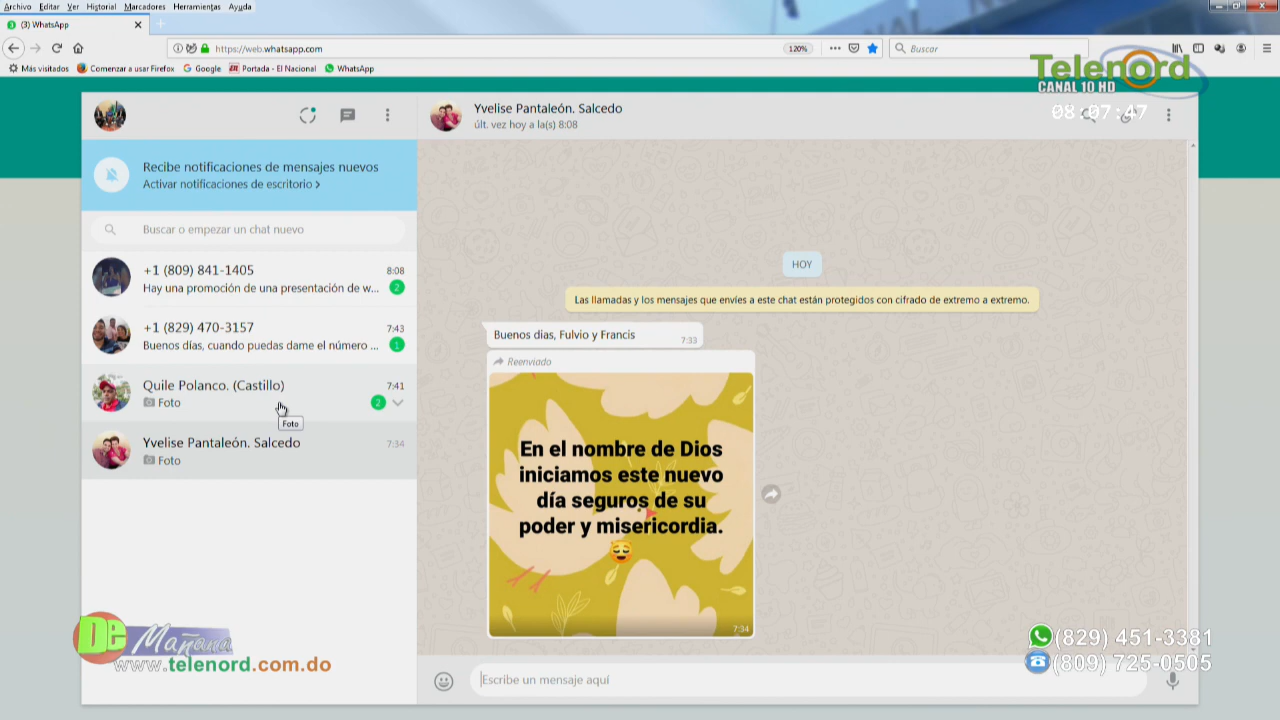 Archivo Editar Ver Historial Marcadores Herramientas Ayuda
(3) WhatsApp
https://web.whatsapp.com
120%
Buscar
Más visitados Comenzar a usar Firefox Google Portada - El Nacional WhatsApp
Telenord
CANAL 10 HD
08:07:47
Yvelise Pantaleón. Salcedo
últ. vez hoy a la(s) 8:08
Recibe notificaciones de mensajes nuevos
Activar notificaciones de escritorio >
Buscar o empezar un chat nuevo
+1 (809) 841-1405 8:08
Hay una promoción de una presentación de w... 2
+1 (829) 470-3157 7:43
Buenos días, cuando puedas dame el número ... 1
Quile Polanco. (Castillo) 7:41
Foto 2
Foto
Yvelise Pantaleón. Salcedo 7:34
Foto
HOY
Las llamadas y los mensajes que envíes a este chat están protegidos con cifrado de extremo a extremo.
Buenos días, Fulvio y Francis 7:33
Reenviado
En el nombre de Dios
iniciamos este nuevo
día seguros de su
poder y misericordia.
7:34
Escribe un mensaje aquí
De Mañana
www.telenord.com.do
(829) 451-3381
(809) 725-0505